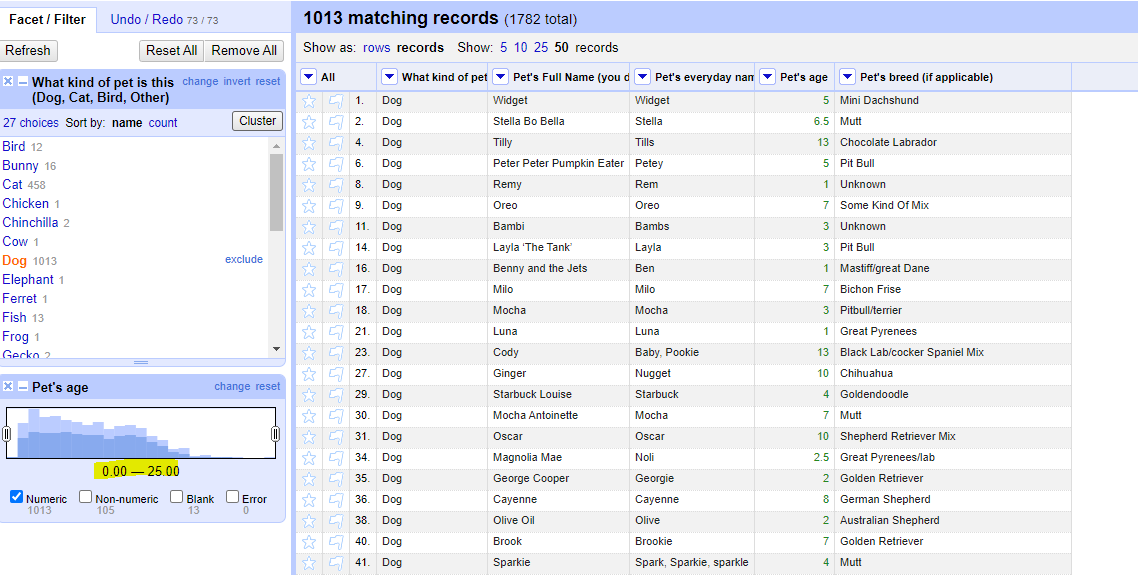 Facet / Filter Undo / Redo 73 / 73
Refresh Reset All Remove All
What kind of pet is this (Dog, Cat, Bird, Other) change invert reset
27 choices Sort by: name count Cluster
Bird 12
Bunny 16
Cat 458
Chicken 1
Chinchilla 2
Cow 1
Dog 1013 exclude
Elephant 1
Ferret 1
Fish 13
Frog 1
Gecko 2
Pet's age change reset
0.00 — 25.00
Numeric Non-numeric Blank Error
1013 105 13 0
1013 matching records (1782 total)
Show as: rows records Show: 5 10 25 50 records
All What kind of pet Pet's Full Name (you d Pet's everyday nam Pet's age Pet's breed (if applicable)
1. Dog Widget Widget 5 Mini Dachshund
2. Dog Stella Bo Bella Stella 6.5 Mutt
4. Dog Tilly Tills 13 Chocolate Labrador
6. Dog Peter Peter Pumpkin Eater Petey 5 Pit Bull
8. Dog Remy Rem 1 Unknown
9. Dog Oreo Oreo 7 Some Kind Of Mix
11. Dog Bambi Bambs 3 Unknown
14. Dog Layla ‘The Tank’ Layla 3 Pit Bull
16. Dog Benny and the Jets Ben 1 Mastiff/great Dane
17. Dog Milo Milo 7 Bichon Frise
18. Dog Mocha Mocha 3 Pitbull/terrier
21. Dog Luna Luna 1 Great Pyrenees
23. Dog Cody Baby, Pookie 13 Black Lab/cocker Spaniel Mix
27. Dog Ginger Nugget 10 Chihuahua
29. Dog Starbuck Louise Starbuck 4 Goldendoodle
30. Dog Mocha Antoinette Mocha 7 Mutt
31. Dog Oscar Oscar 10 Shepherd Retriever Mix
34. Dog Magnolia Mae Noli 2.5 Great Pyrenees/lab
35. Dog George Cooper Georgie 2 Golden Retriever
36. Dog Cayenne Cayenne 8 German Shepherd
38. Dog Olive Oil Olive 2 Australian Shepherd
40. Dog Brook Brookie 7 Golden Retriever
41. Dog Sparkie Spark, Sparkie, sparkle 4 Mutt